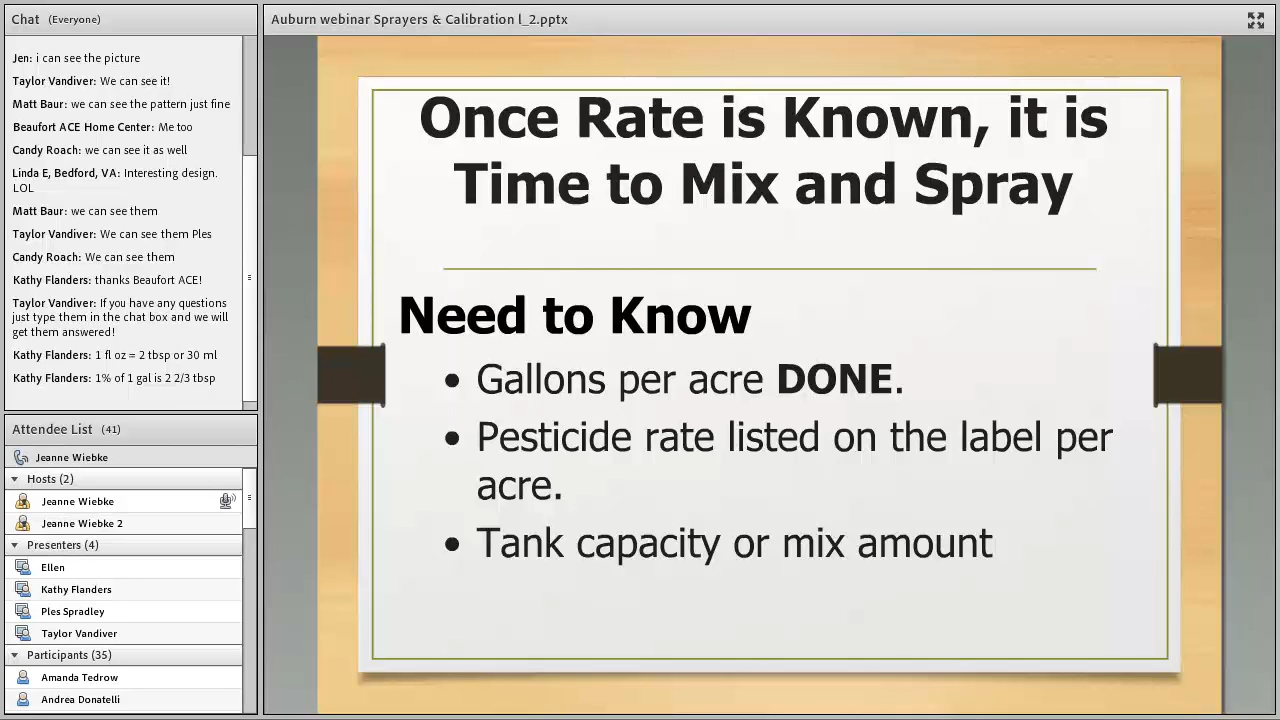 Chat (Everyone)
Jen: i can see the picture
Taylor Vandiver: We can see it!
Matt Baur: we can see the pattern just fine
Beaufort ACE Home Center: Me too
Candy Roach: we can see it as well
Linda E, Bedford, VA: Interesting design.
LOL
Matt Baur: we can see them
Taylor Vandiver: We can see them Ples
Candy Roach: We can see them
Kathy Flanders: thanks Beaufort ACE!
Taylor Vandiver: If you have any questions
just type them in the chat box and we will
get them answered!
Kathy Flanders: 1 fl oz = 2 tbsp or 30 ml
Kathy Flanders: 1% of 1 gal is 2 2/3 tbsp
Attendee List (41)
Jeanne Wiebke
Hosts (2)
Jeanne Wiebke
Jeanne Wiebke 2
Presenters (4)
Ellen
Kathy Flanders
Ples Spradley
Taylor Vandiver
Participants (35)
Amanda Tedrow
Andrea Donatelli
Auburn webinar Sprayers & Calibration l_2.pptx
Once Rate is Known, it is
Time to Mix and Spray
Need to Know
• Gallons per acre DONE.
• Pesticide rate listed on the label per
acre.
• Tank capacity or mix amount